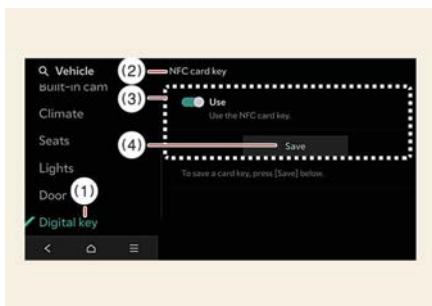 Vehicle
(2)
NFC card key
Built-in cam
(3)
Use
Climate
Use the NFC card key.
Seats
(4)
Save
Lights
To save a card key, press [Save] below.
Door
(1)
Digital key